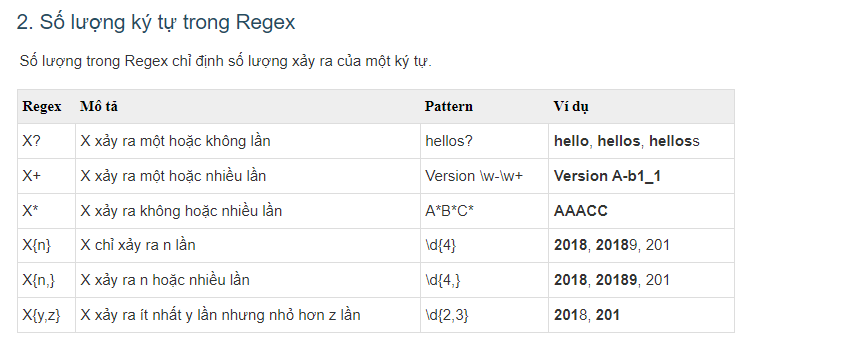 2. Số lượng ký tự trong Regex
Số lượng trong Regex chỉ định số lượng xảy ra của một ký tự.
Regex Mô tã Pattern Ví dụ
X? X xảy ra một hoặc không lần hellos? hello, hellos, helloss
X+ X xảy ra một hoặc nhiều lần Version \w-\w+ Version A-b1_1
X* X xảy ra không hoặc nhiều lần A*B*C* AAACC
X{n} X chỉ xảy ra n lần \d{4} 2018, 20189, 201
X{n,} X xảy ra n hoặc nhiều lần \d{4,} 2018, 20189, 201
X{y,z} X xảy ra ít nhất y lần nhưng nhỏ hơn z lần \d{2,3} 2018, 201